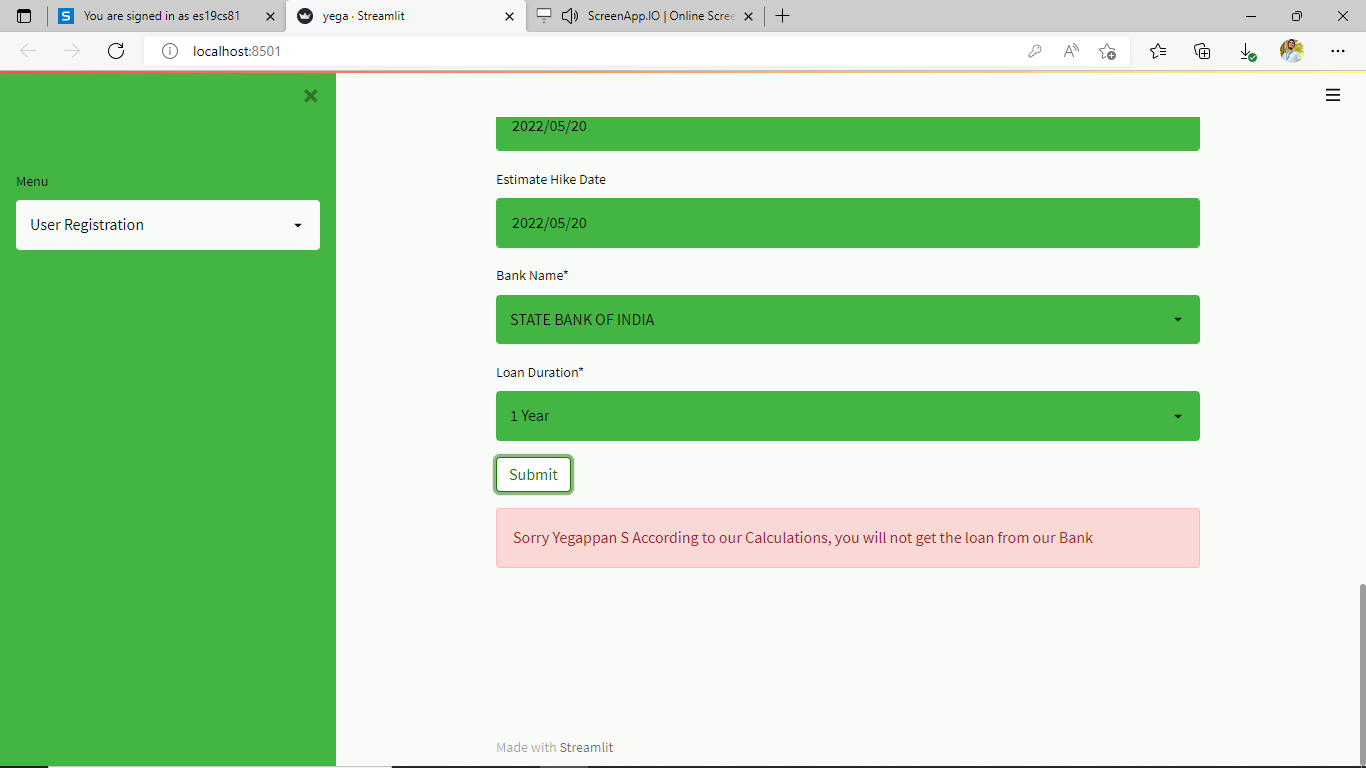 You are signed in as es19cs81
yega · Streamlit
ScreenApp.IO | Online Scree
localhost:8501
Menu
User Registration
2022/05/20
Estimate Hike Date
2022/05/20
Bank Name*
STATE BANK OF INDIA
Loan Duration*
1 Year
Submit
Sorry Yegappan S According to our Calculations, you will not get the loan from our Bank
Made with Streamlit